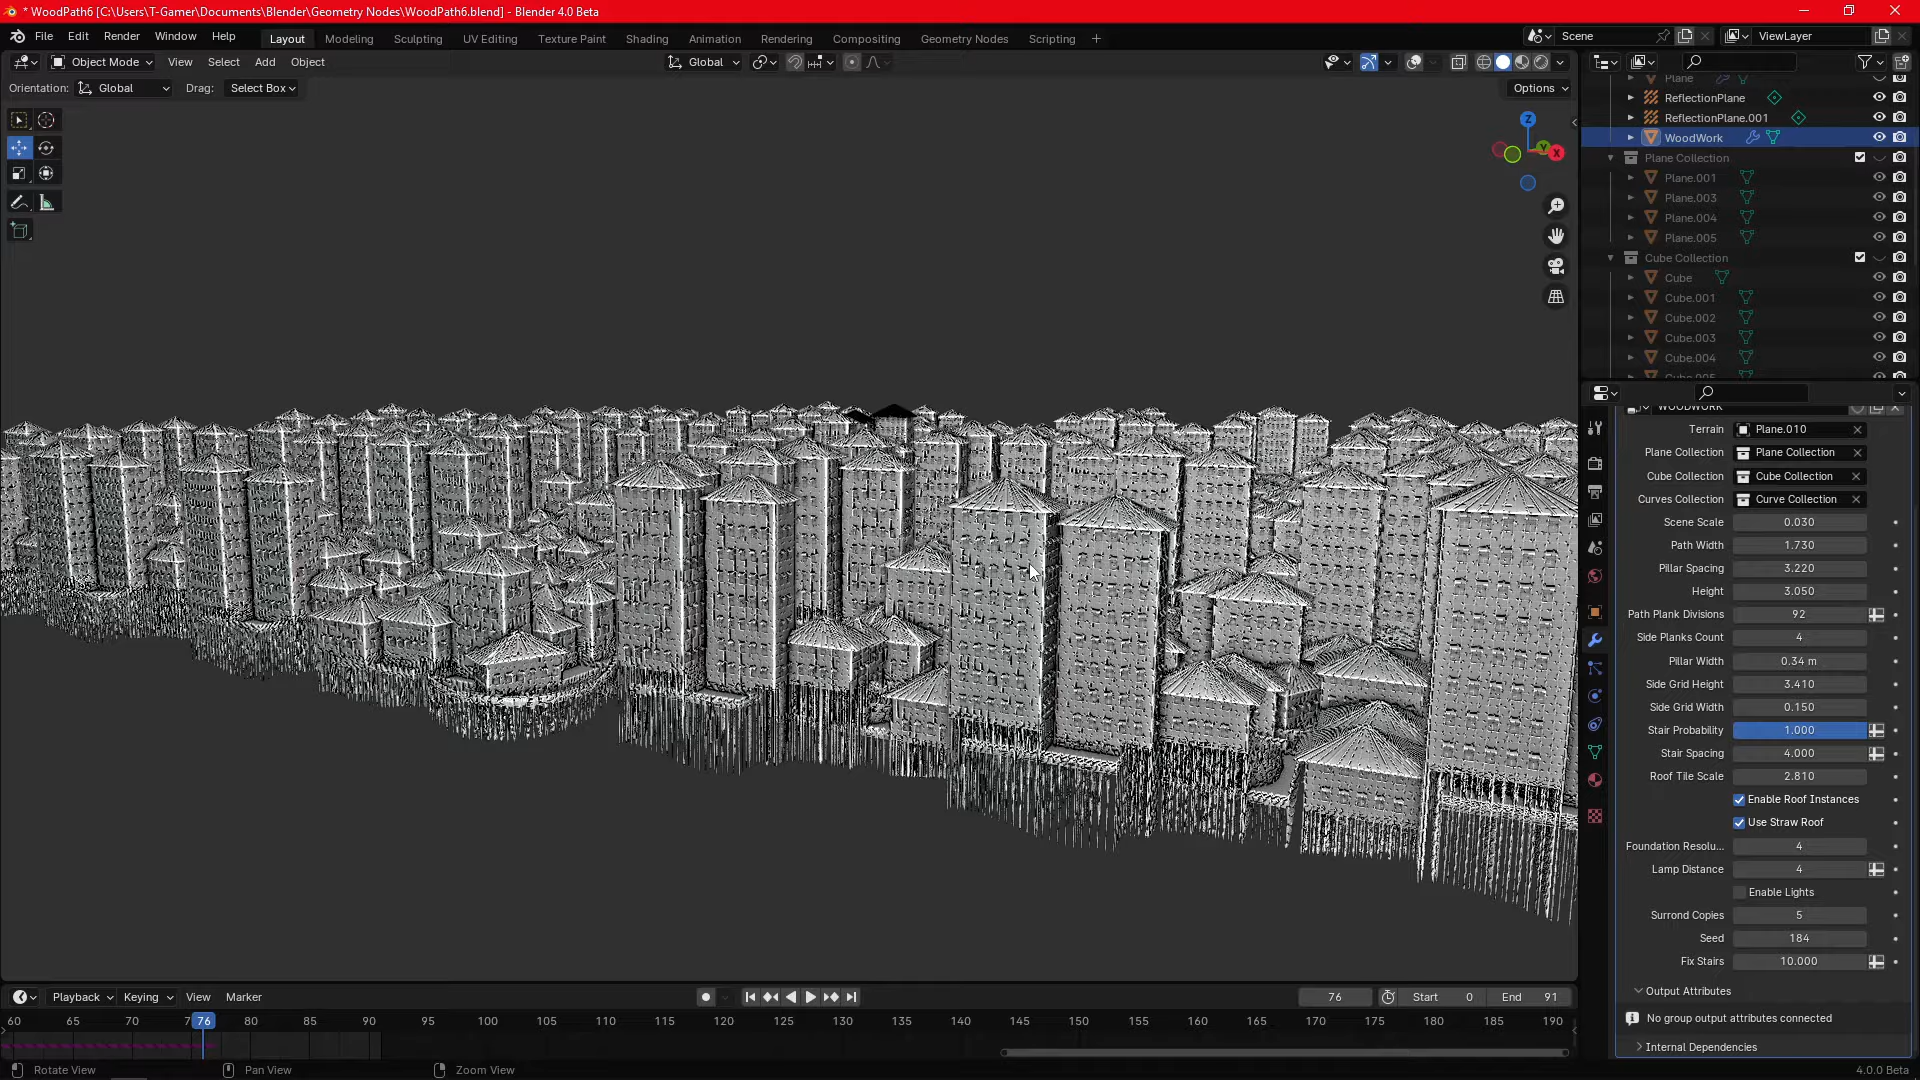 * WoodPath6 [C:\Users\T-Gamer\Documents\Blender\Geometry Nodes\WoodPath6.blend] - Blender 4.0 Beta
File Edit Render Window Help Layout Modeling Sculpting UV Editing Texture Paint Shading Animation Rendering Compositing Geometry Nodes Scripting + Scene ViewLayer
Object Mode View Select Add Object Global
Orientation: Global Drag: Select Box Options
Z
Y
X
Plane
ReflectionPlane
ReflectionPlane.001
WoodWork
Plane Collection
Plane.001
Plane.003
Plane.004
Plane.005
Cube Collection
Cube
Cube.001
Cube.002
Cube.003
Cube.004
Cube.005
WOODWORK
Terrain Plane.010
Plane Collection Plane Collection
Cube Collection Cube Collection
Curves Collection Curve Collection
Scene Scale 0.030
Path Width 1.730
Pillar Spacing 3.220
Height 3.050
Path Plank Divisions 92
Side Planks Count 4
Pillar Width 0.34 m
Side Grid Height 3.410
Side Grid Width 0.150
Stair Probability 1.000
Stair Spacing 4.000
Roof Tile Scale 2.810
Enable Roof Instances
Use Straw Roof
Foundation Resolu... 4
Lamp Distance 4
Enable Lights
Surrond Copies 5
Seed 184
Fix Stairs 10.000
Output Attributes
No group output attributes connected
Internal Dependencies
Playback Keying View Marker 76 Start 0 End 91
60 65 70 7 76 80 85 90 95 100 105 110 115 120 125 130 135 140 145 150 155 160 165 170 175 180 185 190
Rotate View Pan View Zoom View 4.0.0 Beta